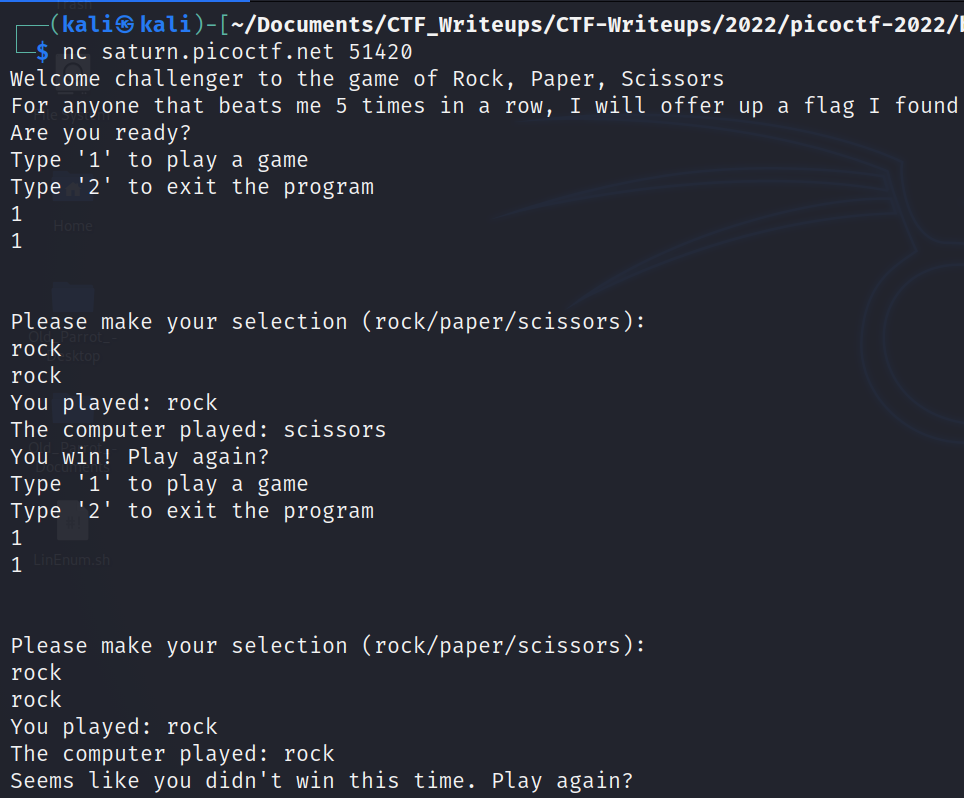 ┌──(kali㉿kali)-[~/Documents/CTF_Writeups/CTF-Writeups/2022/picoctf-2022/
└─$ nc saturn.picoctf.net 51420
Welcome challenger to the game of Rock, Paper, Scissors
For anyone that beats me 5 times in a row, I will offer up a flag I found
Are you ready?
Type '1' to play a game
Type '2' to exit the program
1
Home
1
Please make your selection (rock/paper/scissors):
rock
rock
You played: rock
The computer played: scissors
You win! Play again?
Type '1' to play a game
Type '2' to exit the program
1
LinEnum.sh
1
Please make your selection (rock/paper/scissors):
rock
rock
You played: rock
The computer played: rock
Seems like you didn't win this time. Play again?